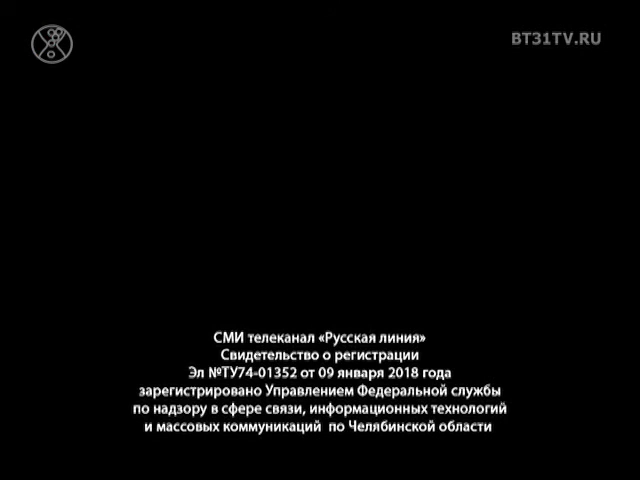 BT31TV.RU
СМИ телеканал «Русская линия»
Свидетельство о регистрации
Эл №ТУ74-01352 от 09 января 2018 года
зарегистрировано Управлением Федеральной службы
по надзору в сфере связи, информационных технологий
и массовых коммуникаций по Челябинской области